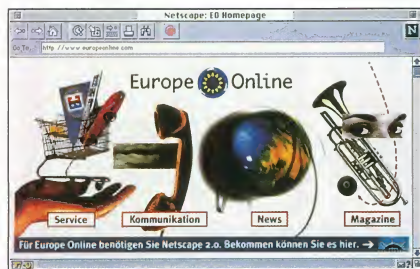 Netscape: EO Homepage
Go To: http://www.europeonline.com
Europe Online
Service
Kommunikation
News
Magazine
Für Europe Online benötigen Sie Netscape 2.0. Bekommen können Sie es hier. →